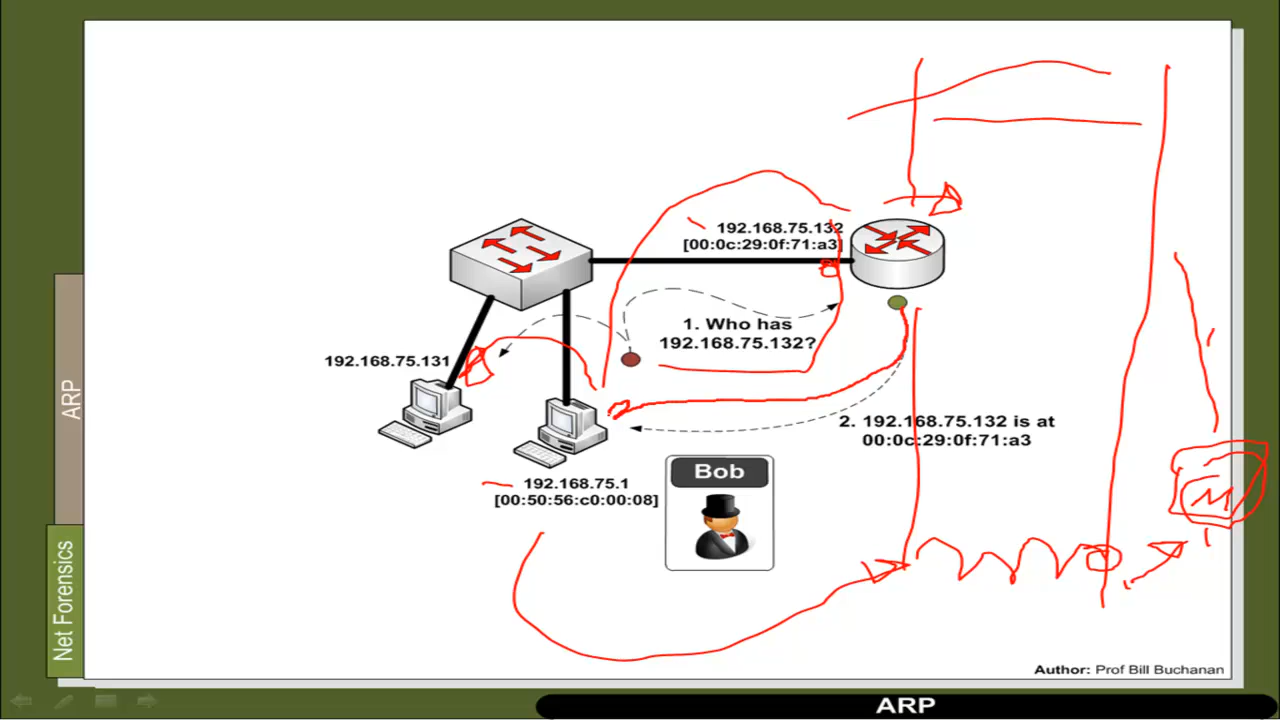 192.168.75.132
[00:0c:29:0f:71:a3]
1. Who has
192.168.75.132?
192.168.75.131
2. 192.168.75.132 is at
00:0c:29:0f:71:a3
192.168.75.1
[00:50:56:c0:00:08]
Bob
M
ARP
Net Forensics
Author: Prof Bill Buchanan
ARP